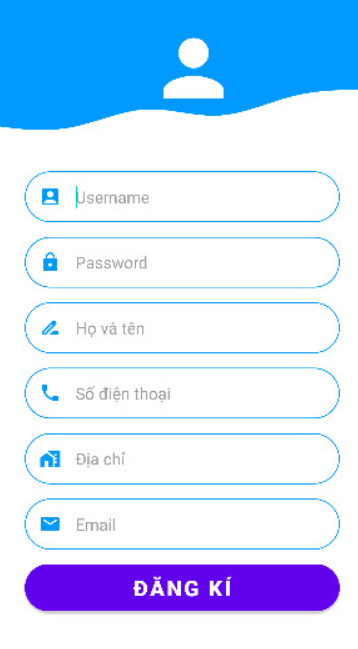 Username
Password
Họ và tên
Số điện thoại
Địa chỉ
Email
ĐĂNG KÍ